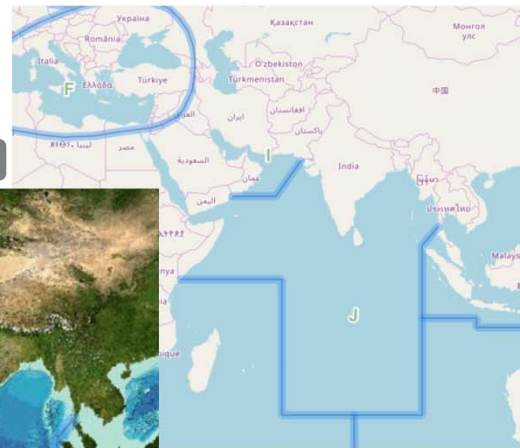 Україна
Қазақстан
Монгол
улс
România
Italia
F
Ελλάδα
Türkiye
O'zbekiston
Türkmenistan
中国
العراق
ایران
افغانستان
پاکستان
ليبيا
مصر
السعودية
I
عمان
India
မြန်မာ
اليمن
ประเทศไทย
Malays
nya
J
ique